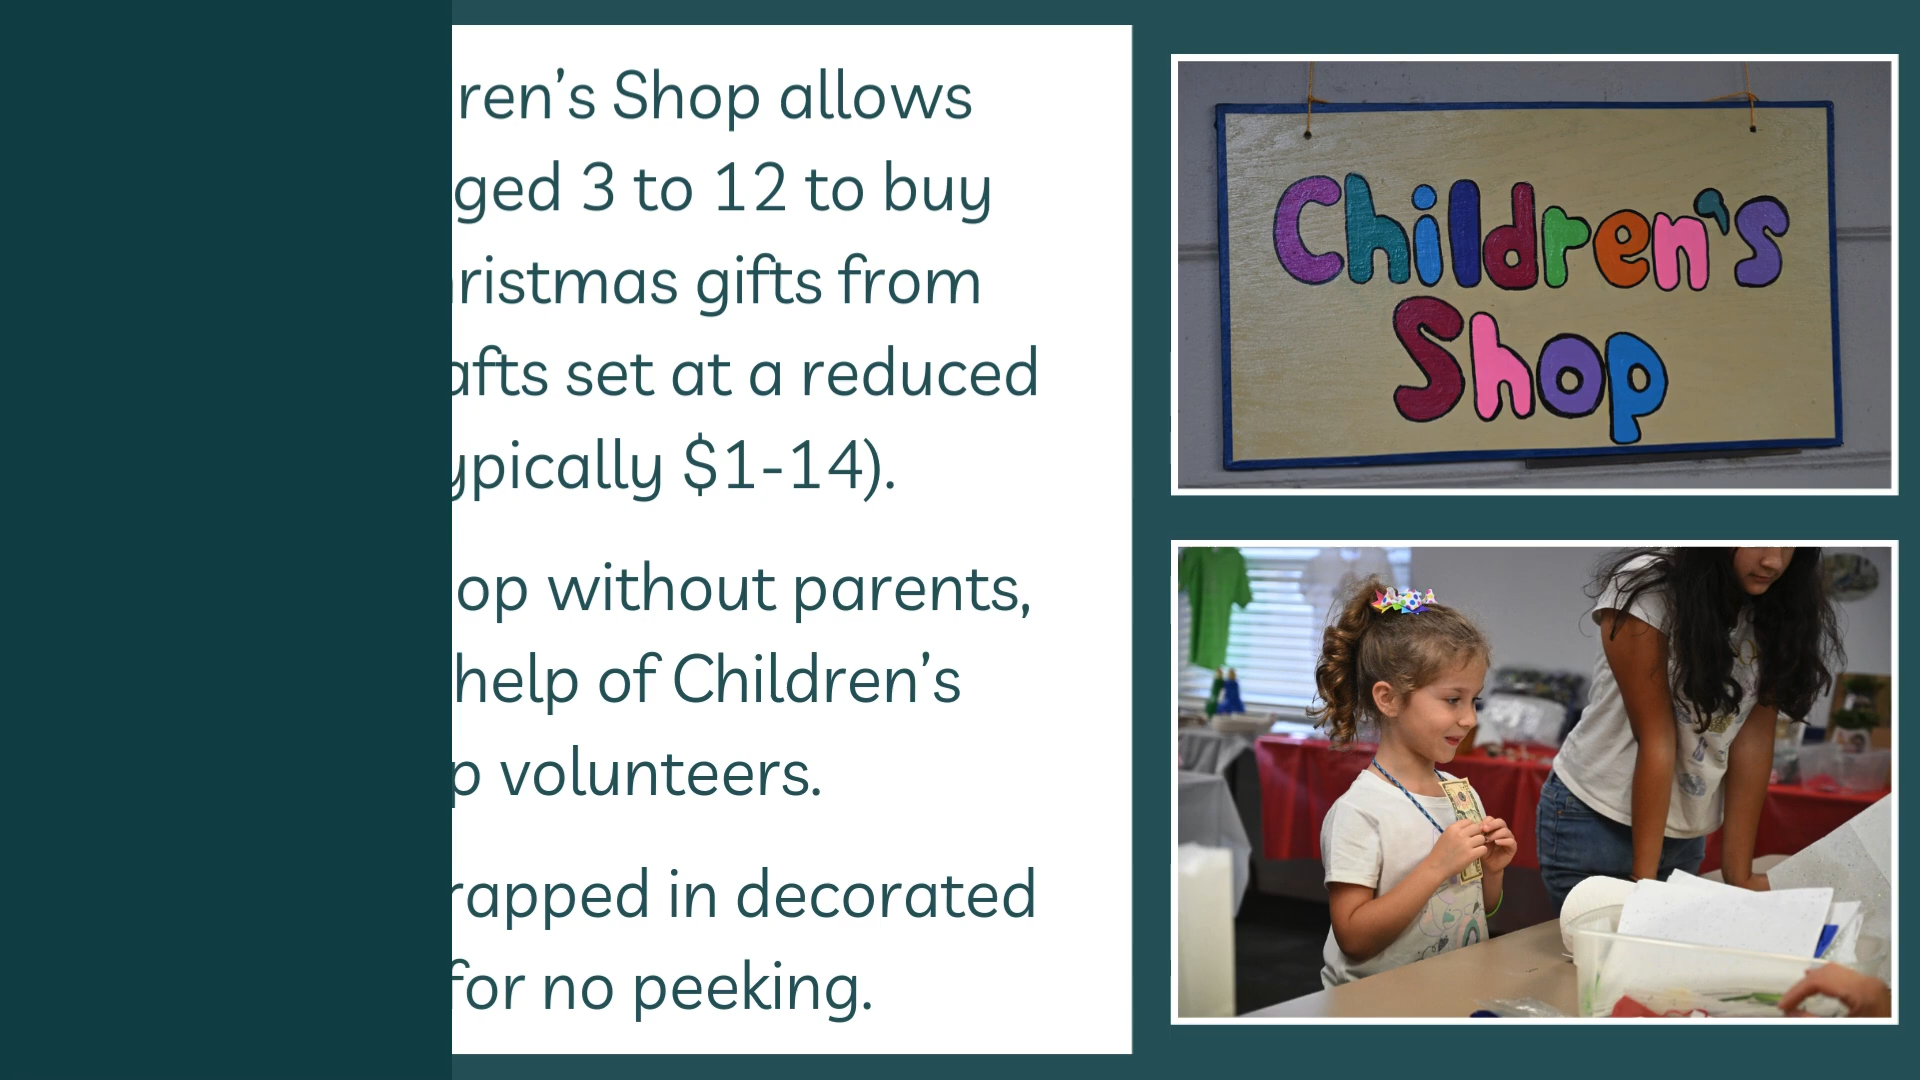 ren’s Shop allows
ged 3 to 12 to buy
ristmas gifts from
afts set at a reduced
ypically $1-14).
op without parents,
help of Children’s
p volunteers.
rapped in decorated
for no peeking.
Children's
Shop